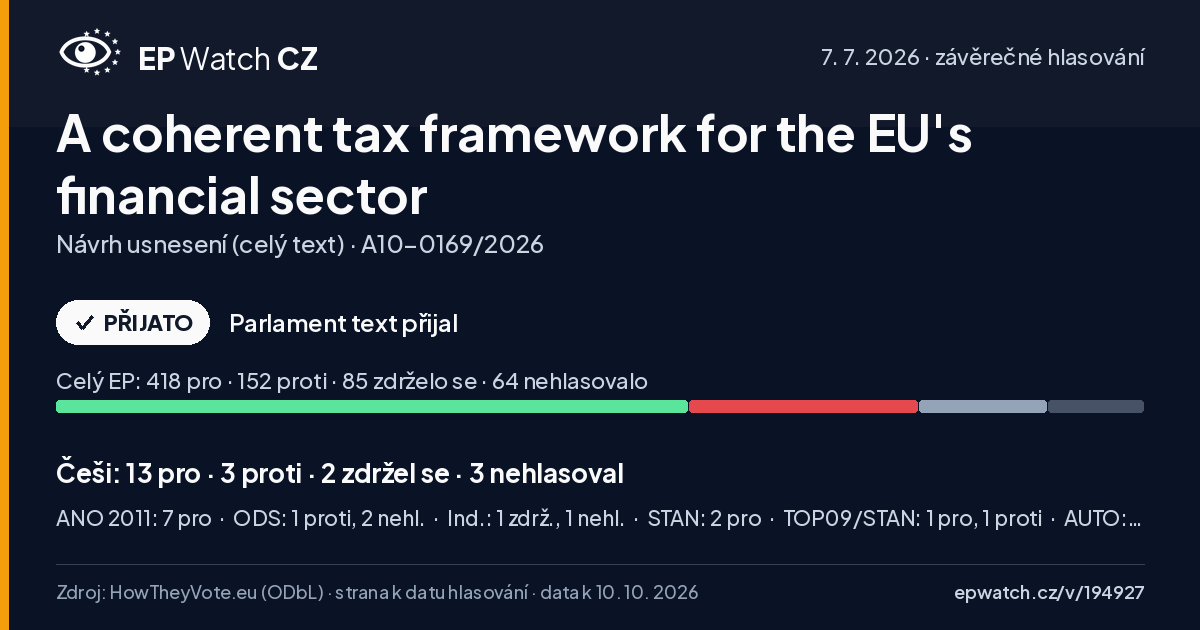 EP Watch CZ
7. 7. 2026 · závěrečné hlasování
A coherent tax framework for the EU's
financial sector
Návrh usnesení (celý text) · A10-0169/2026
✓ PŘIJATO Parlament text přijal
Celý EP: 418 pro · 152 proti · 85 zdrželo se · 64 nehlasovalo
Češi: 13 pro · 3 proti · 2 zdržel se · 3 nehlasoval
ANO 2011: 7 pro · ODS: 1 proti, 2 nehl. · Ind.: 1 zdrž., 1 nehl. · STAN: 2 pro · TOP09/STAN: 1 pro, 1 proti · AUTO:…
Zdroj: HowTheyVote.eu (ODbL) · strana k datu hlasování · data k 10. 10. 2026
epwatch.cz/v/194927